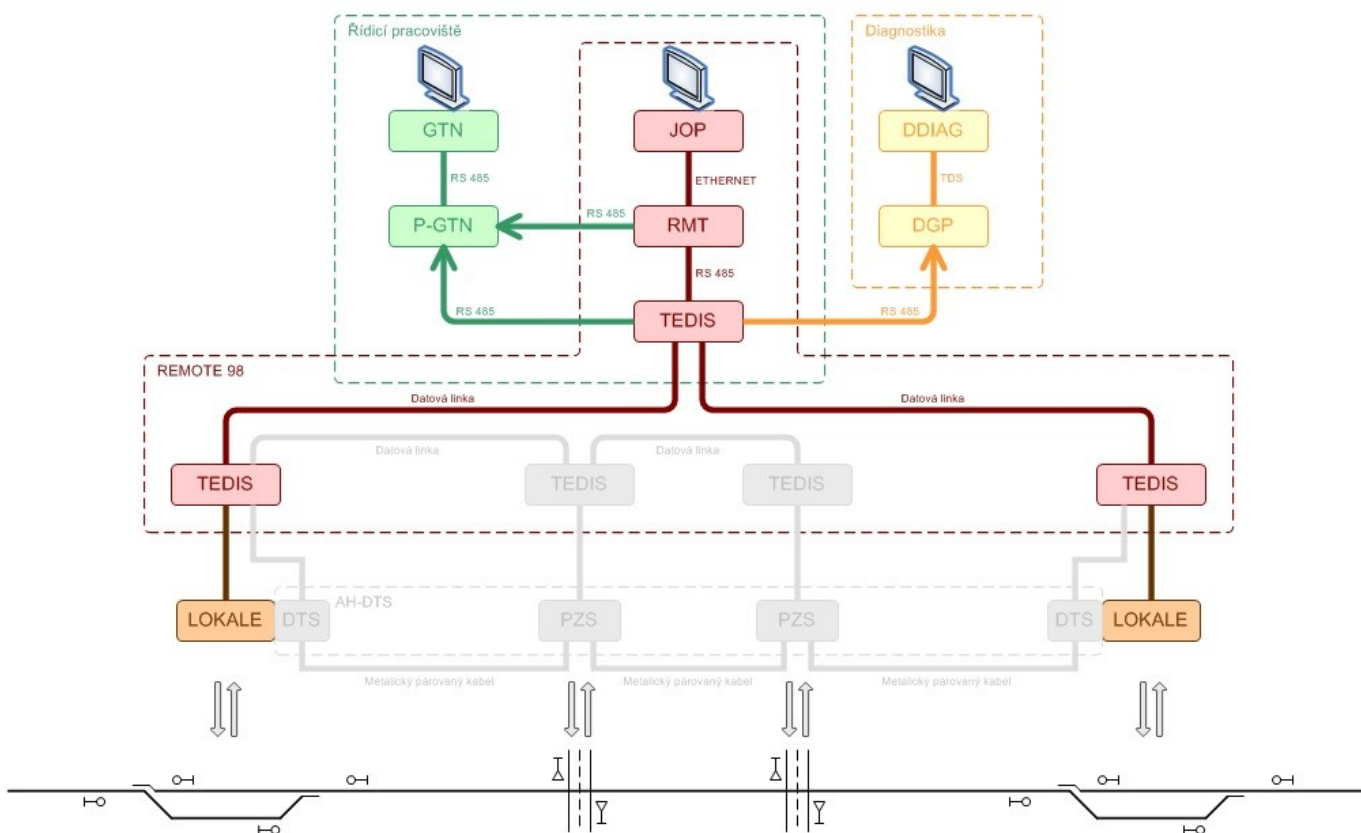 Řídicí pracoviště
Diagnostika
GTN
JOP
DDIAG
RS 485
ETHERNET
TDS
P-GTN
RS 485
RMT
DGP
RS 485
RS 485
TEDIS
RS 485
REMOTE 98
Datová linka
Datová linka
Datová linka
Datová linka
TEDIS
TEDIS
TEDIS
TEDIS
AH-DTS
LOKALE
DTS
PZS
PZS
DTS
LOKALE
Metalický párovaný kabel
Metalický párovaný kabel
Metalický párovaný kabel